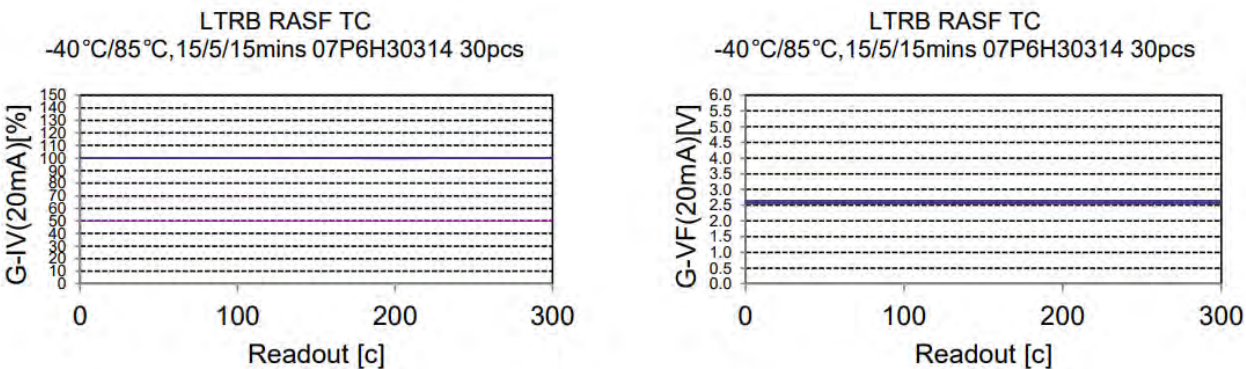 LTRB RASF TC
-40°C/85°C,15/5/15mins 07P6H30314 30pcs
G-IV(20mA)[%]
150
140
130
120
110
100
90
80
70
60
50
40
30
20
10
0
0 100 200 300
Readout [c]
LTRB RASF TC
-40°C/85°C,15/5/15mins 07P6H30314 30pcs
G-VF(20mA)[V]
6.0
5.5
5.0
4.5
4.0
3.5
3.0
2.5
2.0
1.5
1.0
0.5
0.0
0 100 200 300
Readout [c]